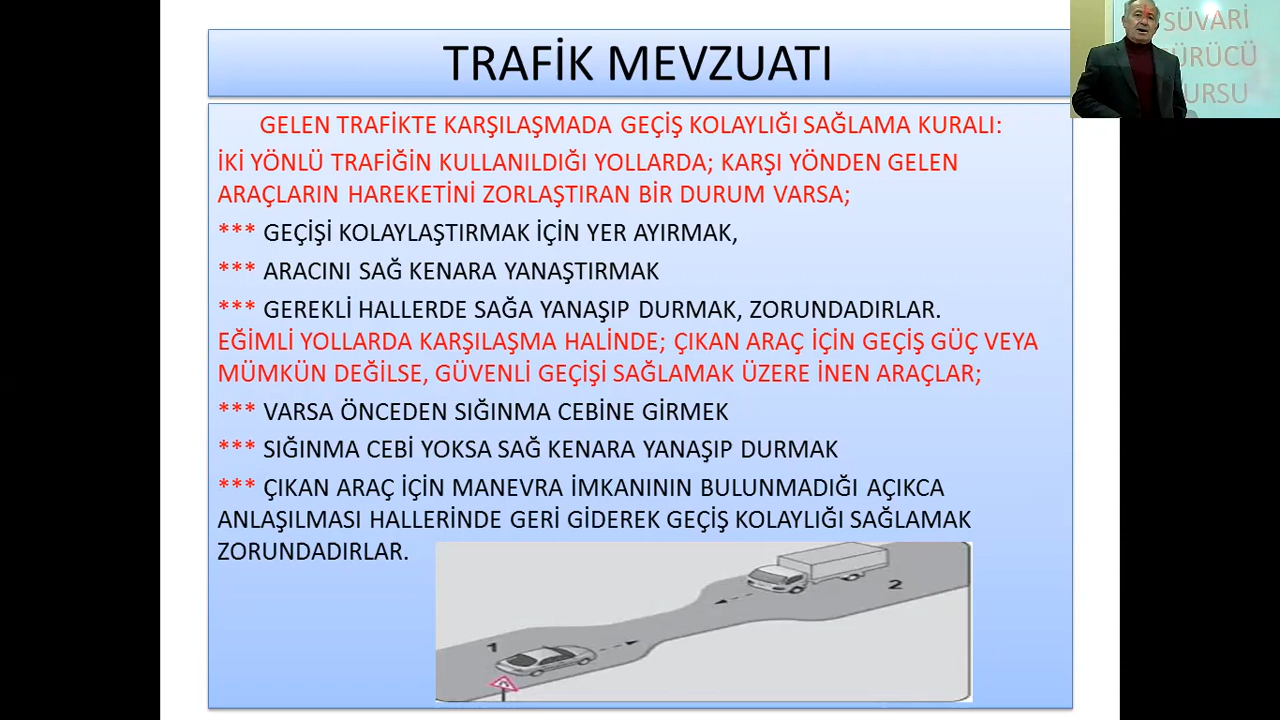 TRAFİK MEVZUATI
SÜVARİ
ÜRÜCÜ
URSU
GELEN TRAFİKTE KARŞILAŞMADA GEÇİŞ KOLAYLIĞI SAĞLAMA KURALI:
İKİ YÖNLÜ TRAFİĞİN KULLANILDIĞI YOLLARDA; KARŞI YÖNDEN GELEN
ARAÇLARIN HAREKETİNİ ZORLAŞTIRAN BİR DURUM VARSA;
*** GEÇİŞİ KOLAYLAŞTIRMAK İÇİN YER AYIRMAK,
*** ARACINI SAĞ KENARA YANAŞTIRMAK
*** GEREKLİ HALLERDE SAĞA YANAŞIP DURMAK, ZORUNDADIRLAR.
EĞİMLİ YOLLARDA KARŞILAŞMA HALİNDE; ÇIKAN ARAÇ İÇİN GEÇİŞ GÜÇ VEYA
MÜMKÜN DEĞİLSE, GÜVENLİ GEÇİŞİ SAĞLAMAK ÜZERE İNEN ARAÇLAR;
*** VARSA ÖNCEDEN SIĞINMA CEBİNE GİRMEK
*** SIĞINMA CEBİ YOKSA SAĞ KENARA YANAŞIP DURMAK
*** ÇIKAN ARAÇ İÇİN MANEVRA İMKANININ BULUNMADIĞI AÇIKCA
ANLAŞILMASI HALLERİNDE GERİ GİDEREK GEÇİŞ KOLAYLIĞI SAĞLAMAK
ZORUNDADIRLAR.
2
1